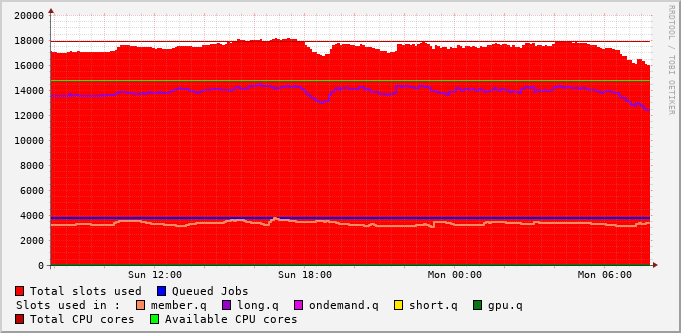 20000
18000
16000
14000
12000
10000
8000
6000
4000
2000
0
Sun 12:00 Sun 18:00 Mon 00:00 Mon 06:00
Total slots used Queued Jobs
Slots used in : member.q long.q ondemand.q short.q gpu.q
Total CPU cores Available CPU cores
RRDTOOL / TOBI OETIKER